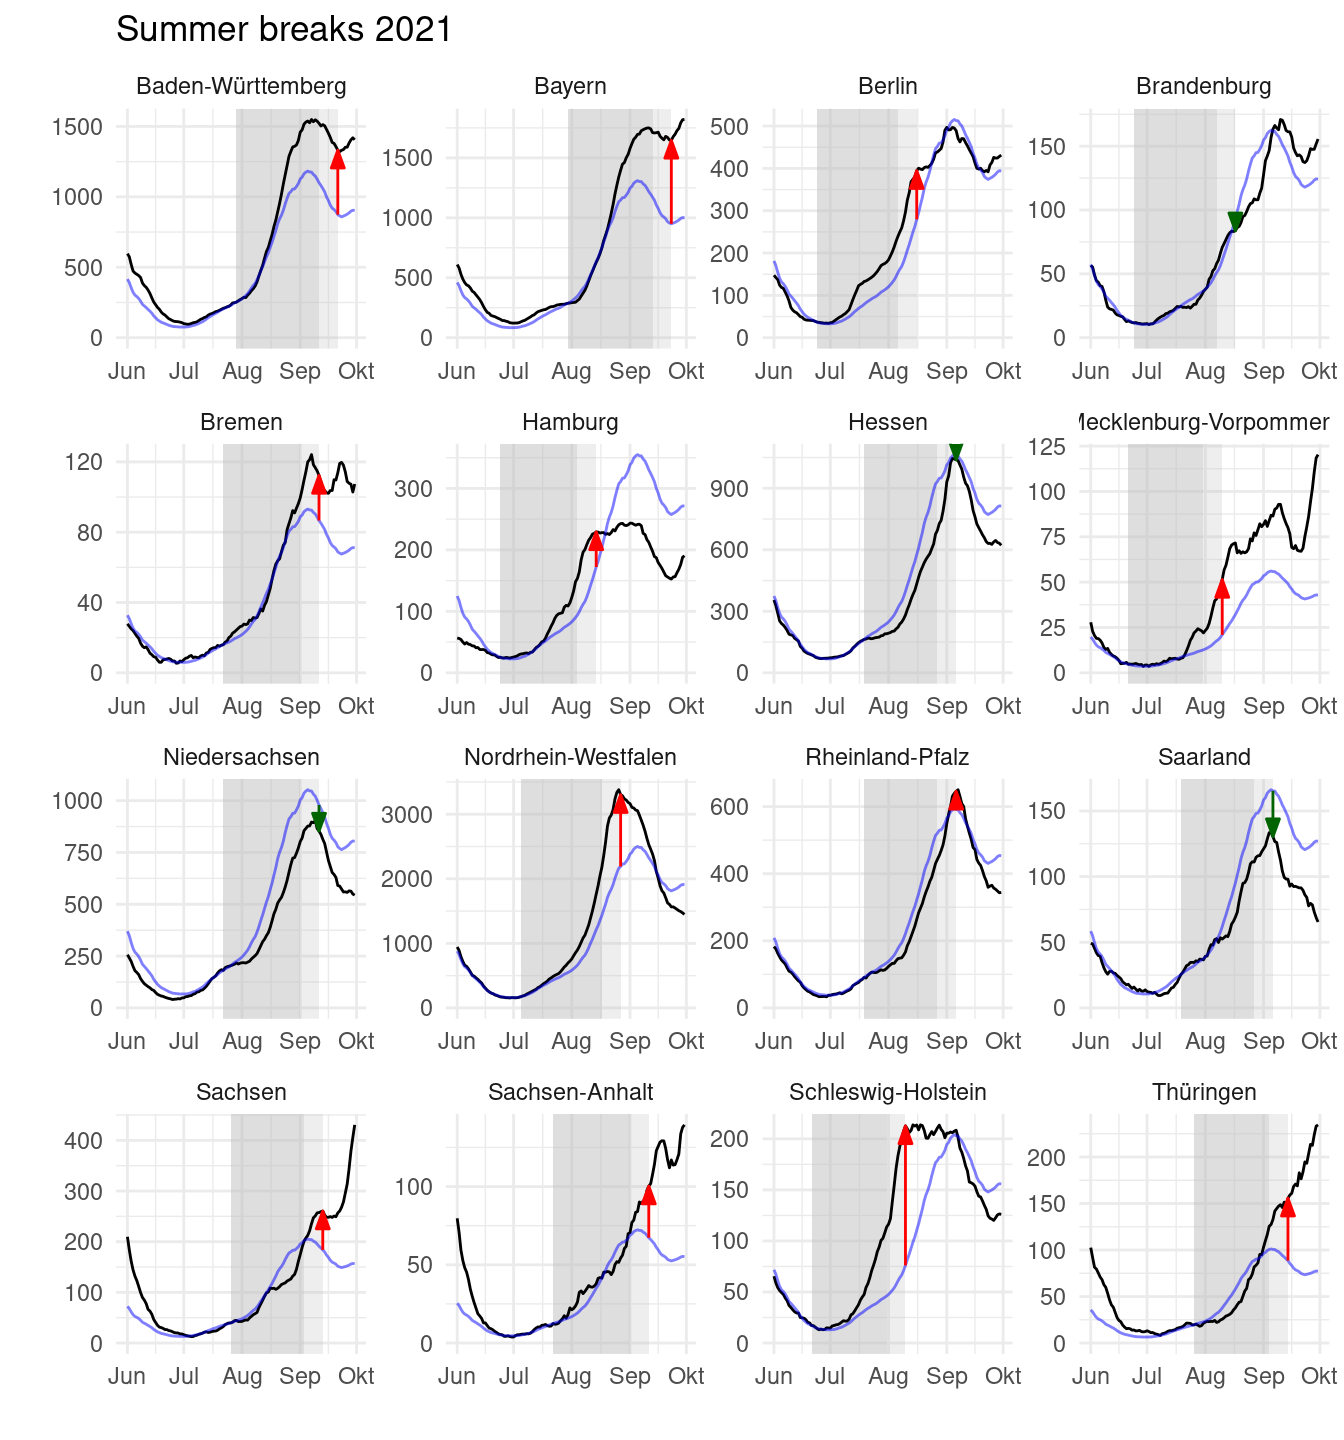 Summer breaks 2021
Baden-Württemberg
Bayern
Berlin
Brandenburg
1500
1000
500
0
1500
1000
500
0
500
400
300
200
100
0
150
100
50
0
Jun Jul Aug Sep Okt
Jun Jul Aug Sep Okt
Jun Jul Aug Sep Okt
Jun Jul Aug Sep Okt
Bremen
Hamburg
Hessen
Mecklenburg-Vorpommer
120
80
40
0
300
200
100
0
900
600
300
0
125
100
75
50
25
0
Jun Jul Aug Sep Okt
Jun Jul Aug Sep Okt
Jun Jul Aug Sep Okt
Jun Jul Aug Sep Okt
Niedersachsen
Nordrhein-Westfalen
Rheinland-Pfalz
Saarland
1000
750
500
250
0
3000
2000
1000
0
600
400
200
0
150
100
50
0
Jun Jul Aug Sep Okt
Jun Jul Aug Sep Okt
Jun Jul Aug Sep Okt
Jun Jul Aug Sep Okt
Sachsen
Sachsen-Anhalt
Schleswig-Holstein
Thüringen
400
300
200
100
0
100
50
0
200
150
100
50
0
200
150
100
50
0
Jun Jul Aug Sep Okt
Jun Jul Aug Sep Okt
Jun Jul Aug Sep Okt
Jun Jul Aug Sep Okt